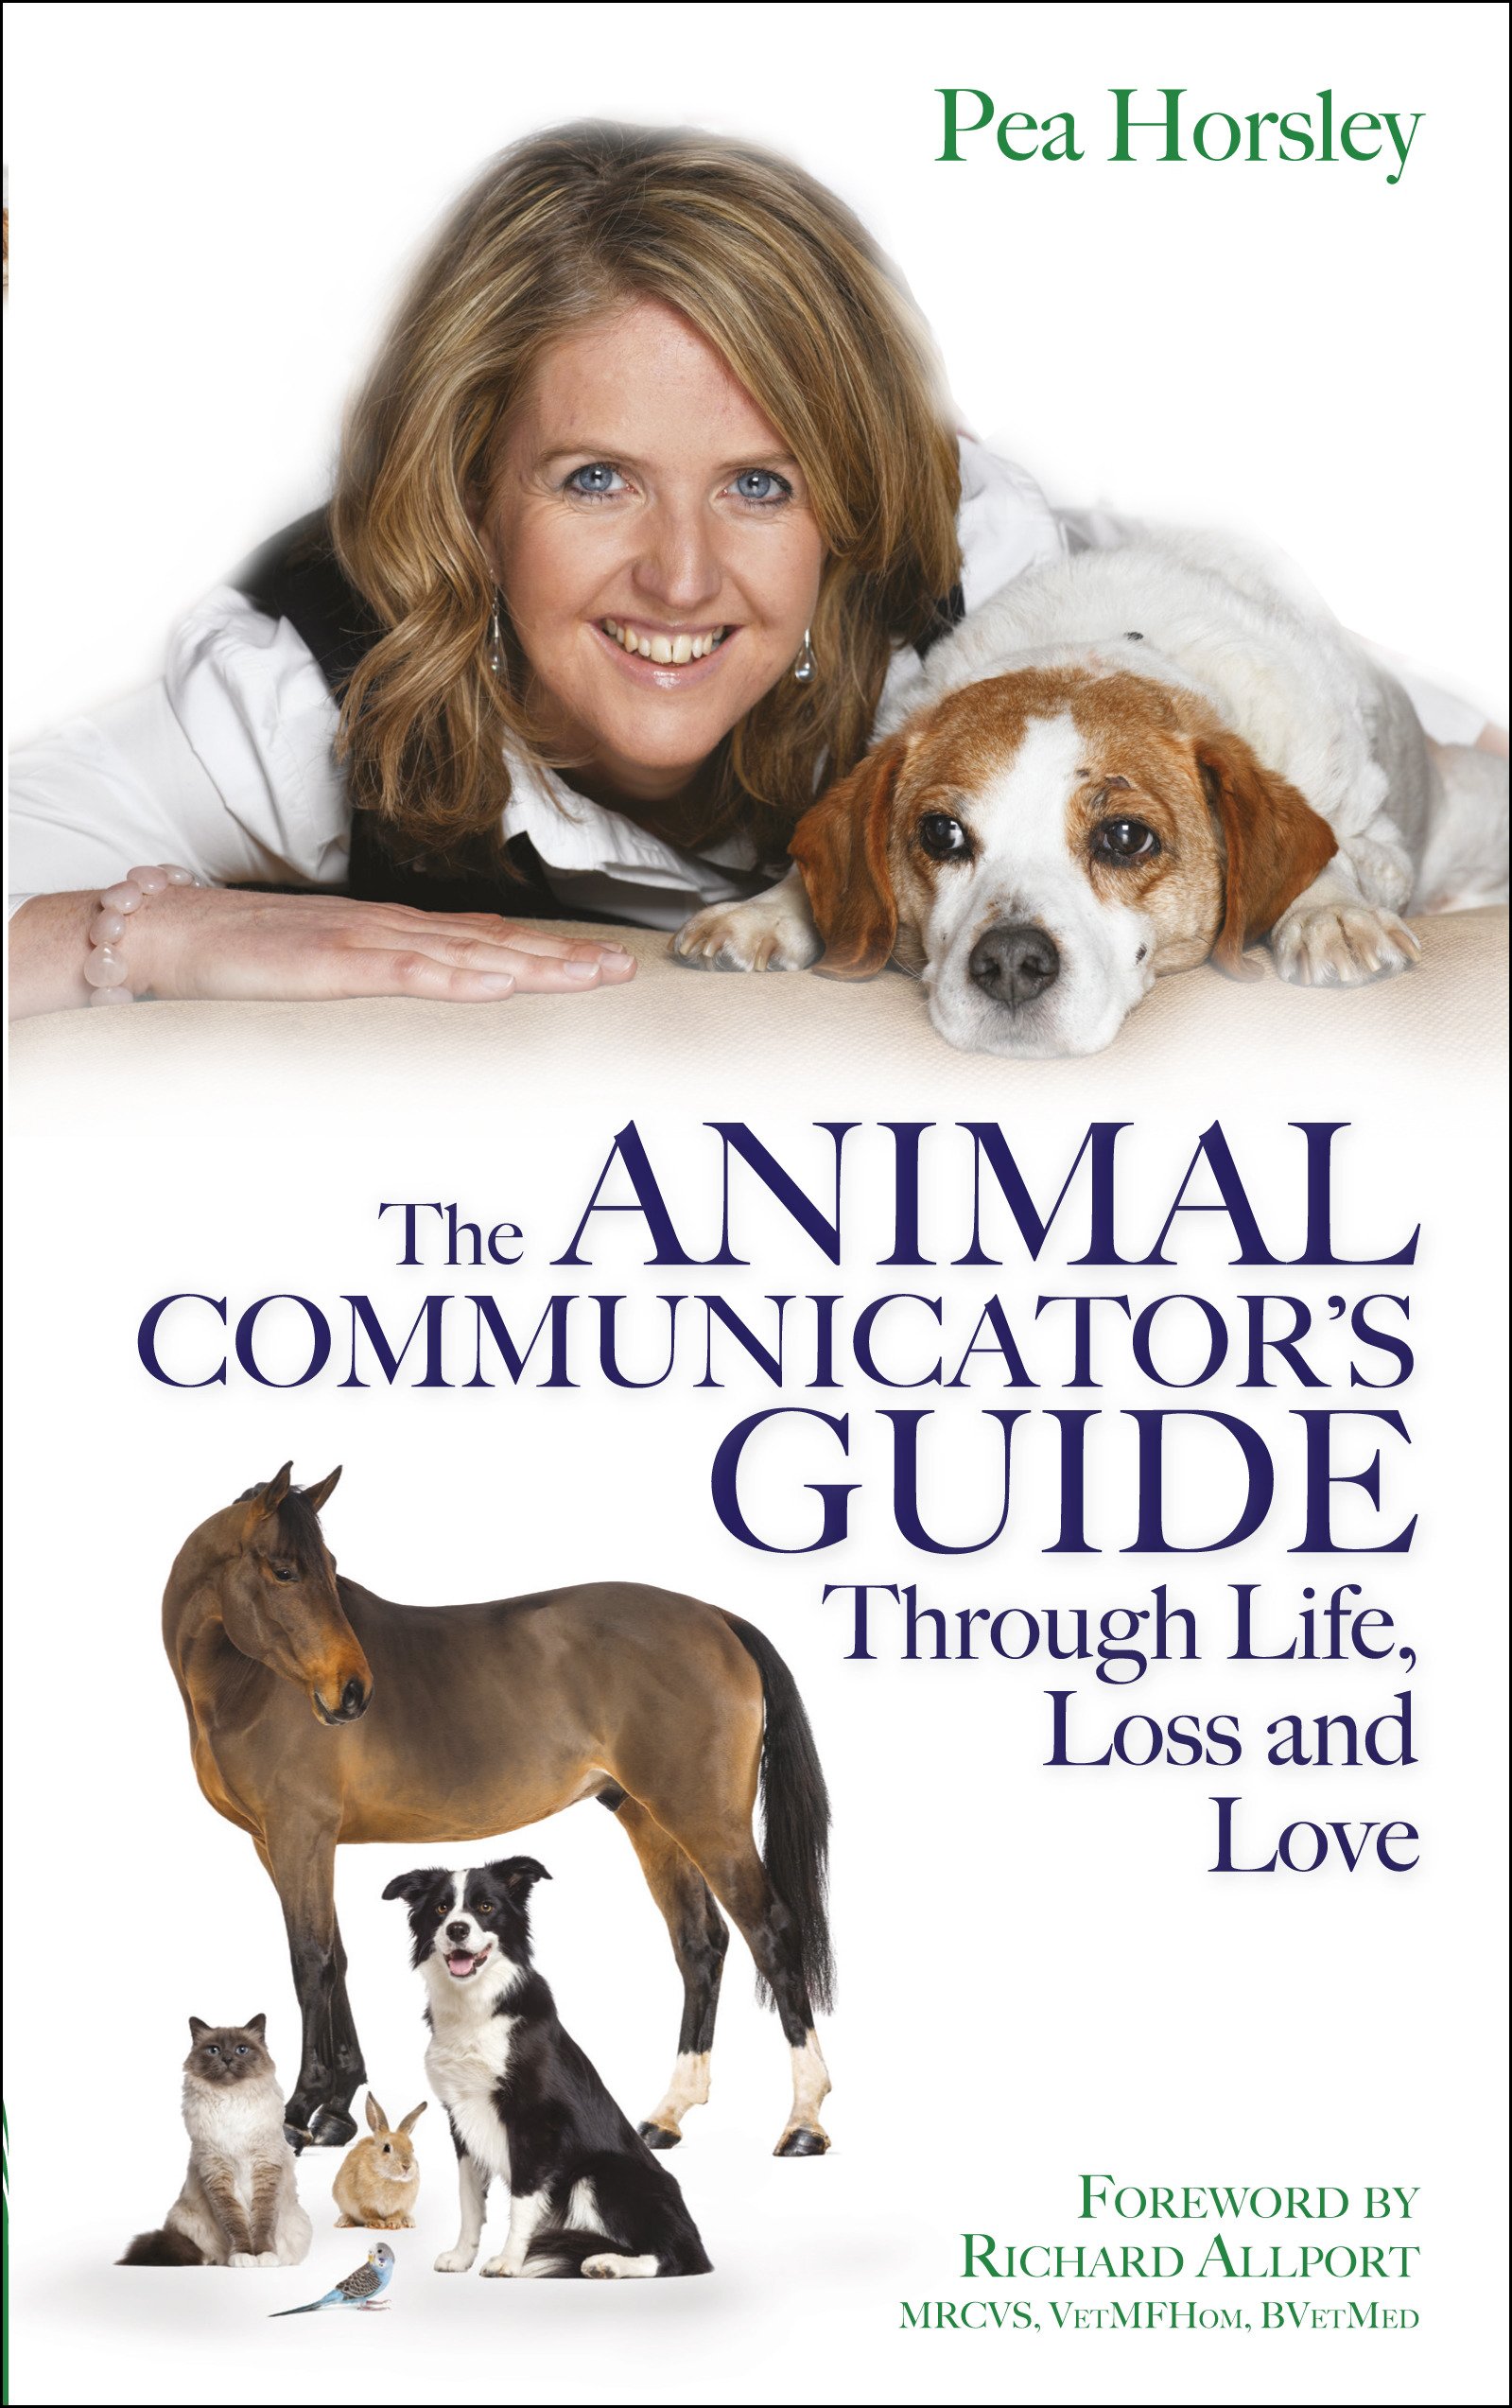 Pea Horsley
The ANIMAL
COMMUNICATOR’S
GUIDE
Through Life,
Loss and
Love
FOREWORD BY
RICHARD ALLPORT
MRCVS, VETMFHOM, BVETMED